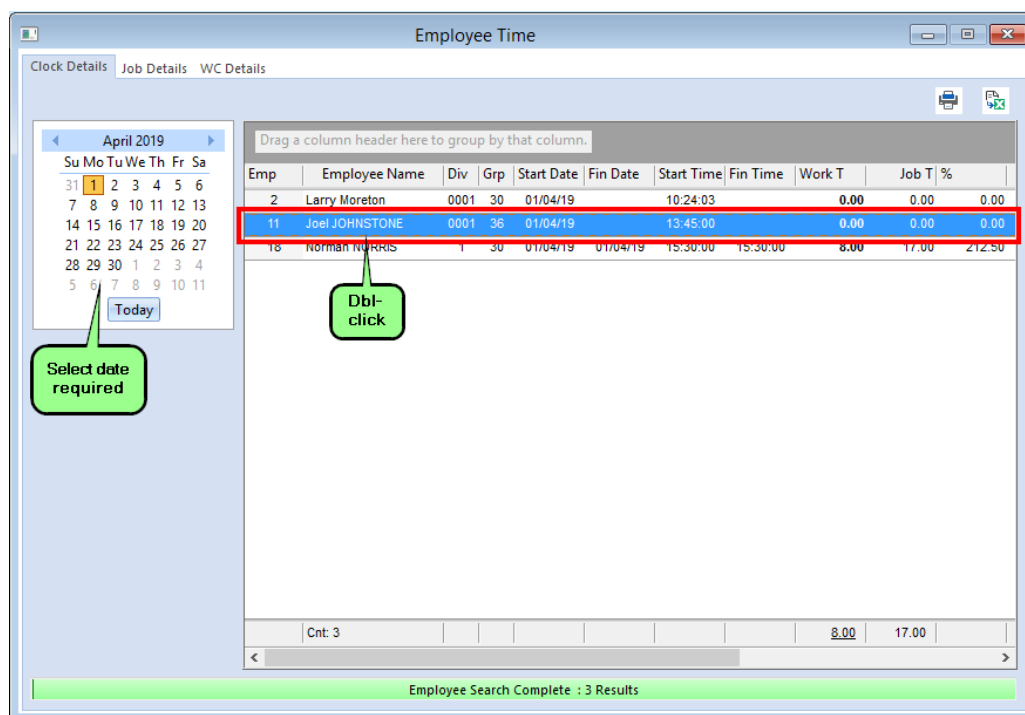 Employee Time
Clock Details Job Details WC Details
April 2019
Su Mo Tu We Th Fr Sa
31 1 2 3 4 5 6
7 8 9 10 11 12 13
14 15 16 17 18 19 20
21 22 23 24 25 26 27
28 29 30 1 2 3 4
5 6 7 8 9 10 11
Today
Select date
required
Drag a column header here to group by that column.
Emp Employee Name Div Grp Start Date Fin Date Start Time Fin Time Work T Job T %
2 Larry Moreton 0001 30 01/04/19 10:24:03 0.00 0.00 0.00
11 Joel JOHNSTONE 0001 36 01/04/19 13:45:00 0.00 0.00 0.00
18 Norman NORRIS 1 30 01/04/19 01/04/19 15:30:00 15:30:00 8.00 17.00 212.50
Dbl-
click
Cnt: 3 8.00 17.00
Employee Search Complete : 3 Results